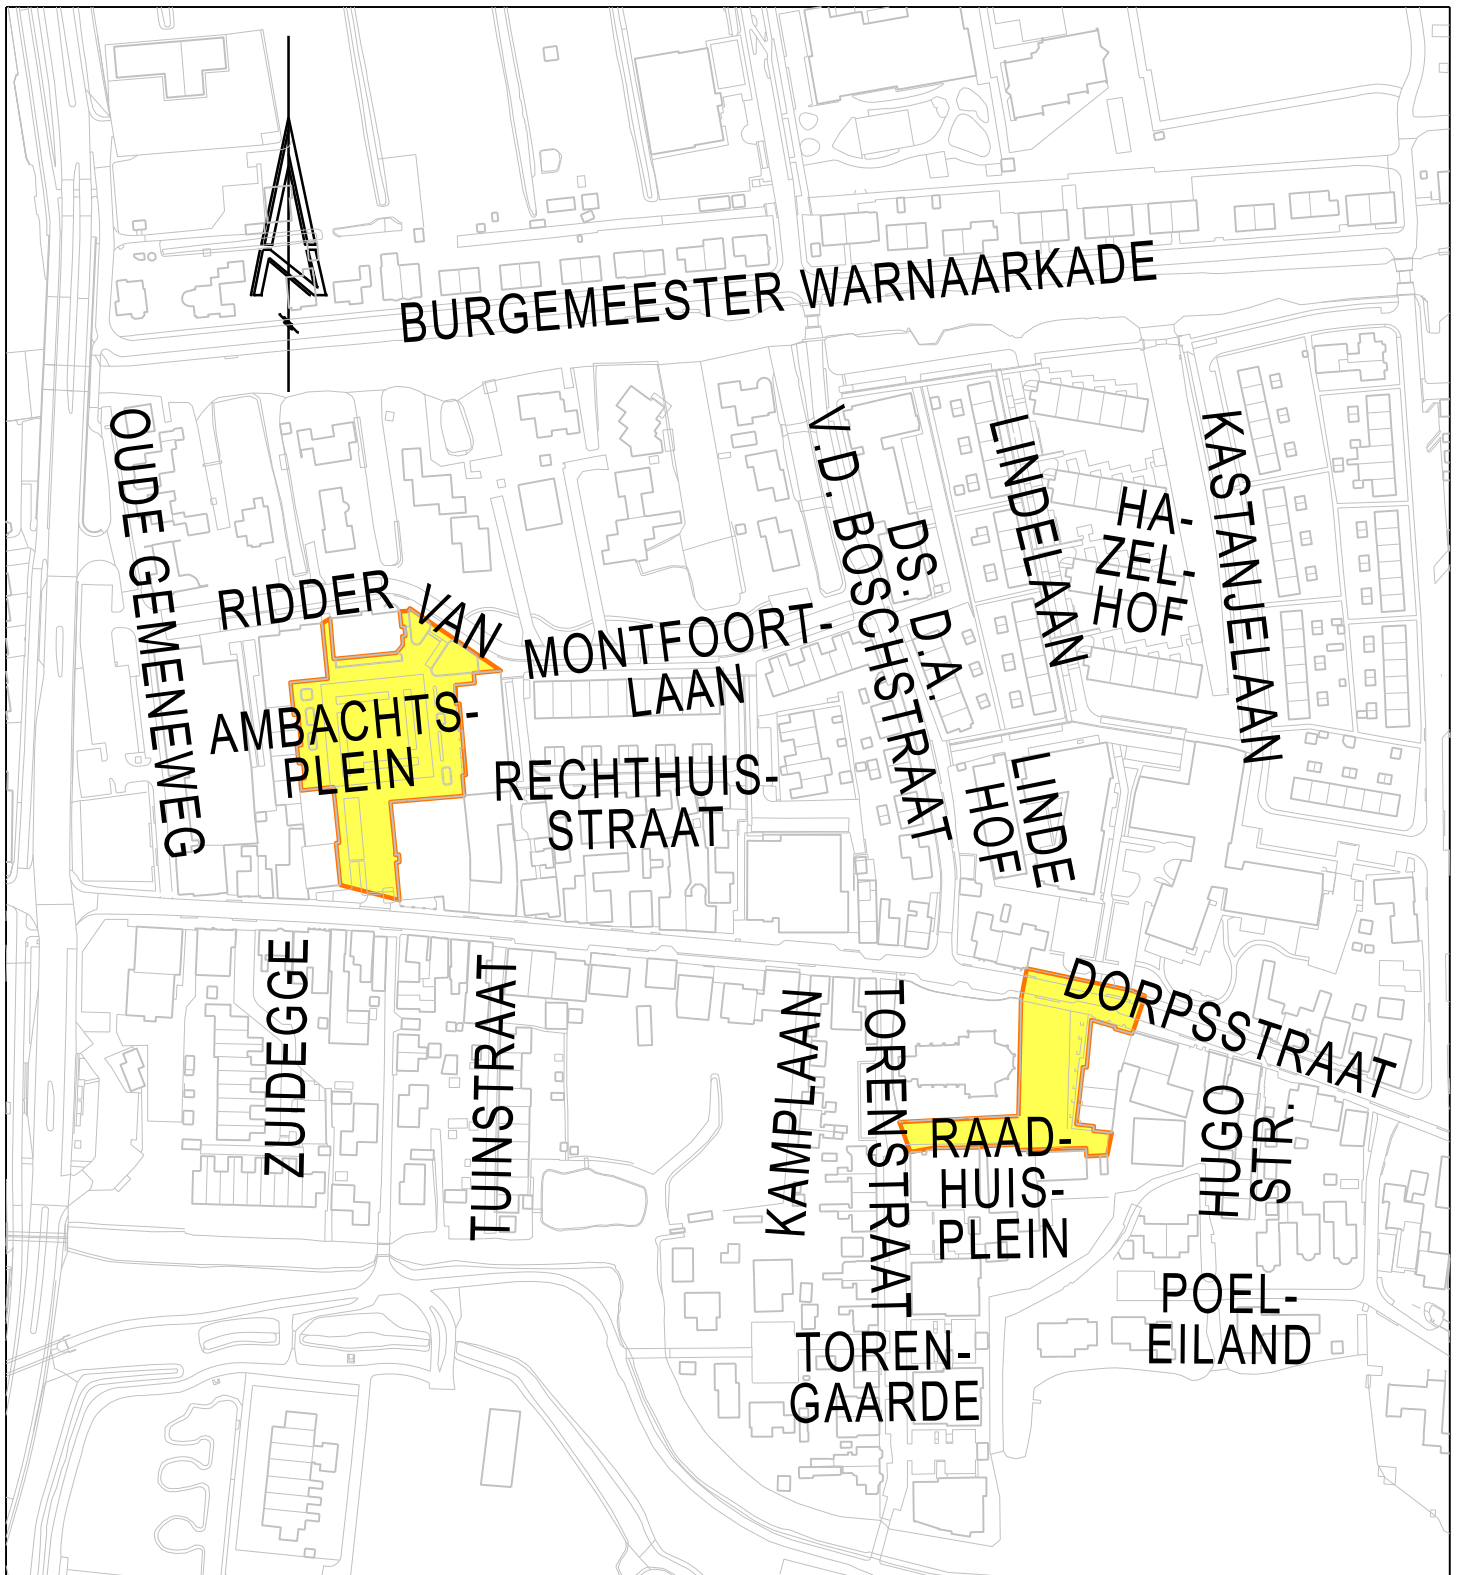 BURGEMEESTER WARNAARKADE
OUDE GEMENEWEG
RIDDER VAN
MONTFOORT-
LAAN
AMBACHTS-
PLEIN
RECHTHUIS-
STRAAT
V.D. BOSCHSTRAAT
DS. D.A.
LINDELAAN
HA-
ZEL-
HOF
KASTANJELAAN
LINDE
HOF
DORPSSTRAAT
ZUIDEGGE
TUINSTRAAT
KAMPLAAN
TORENSTRAAT
RAAD-
HUIS-
PLEIN
HUGO
STR.
POEL-
EILAND
TOREN-
GAARDE